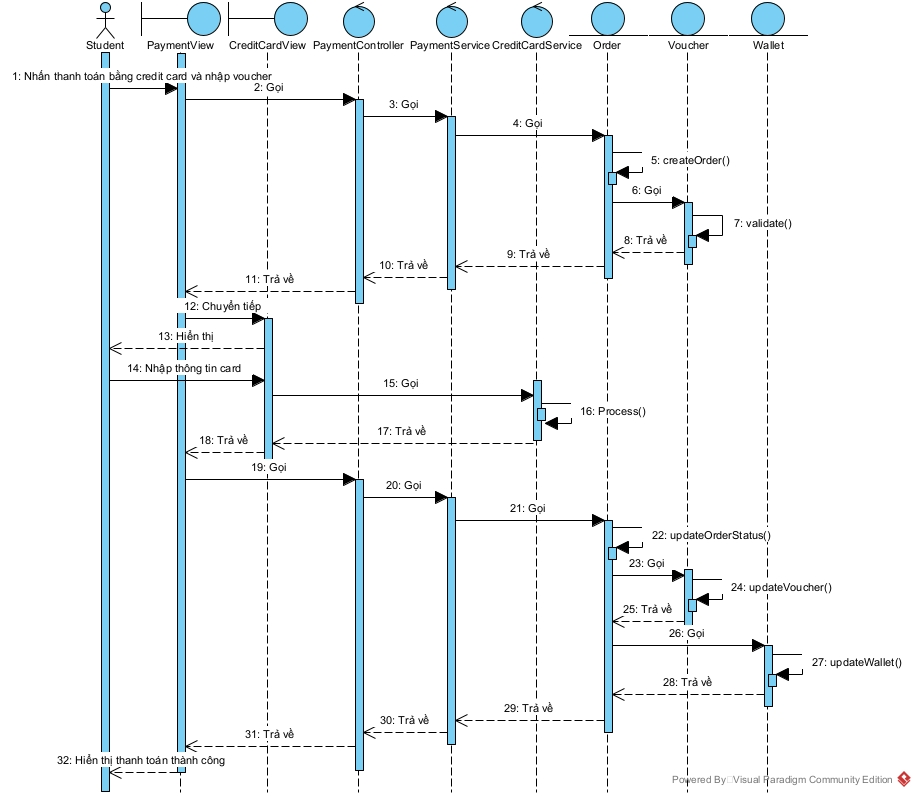 Student
PaymentView
CreditCardView
PaymentController
PaymentService
CreditCardService
Order
Voucher
Wallet
1: Nhấn thanh toán bằng credit card và nhập voucher
2: Gọi
3: Gọi
4: Gọi
5: createOrder()
6: Gọi
7: validate()
8: Trả về
9: Trả về
10: Trả về
11: Trả về
12: Chuyển tiếp
13: Hiển thị
14: Nhập thông tin card
15: Gọi
16: Process()
17: Trả về
18: Trả về
19: Gọi
20: Gọi
21: Gọi
22: updateOrderStatus()
23: Gọi
24: updateVoucher()
25: Trả về
26: Gọi
27: updateWallet()
28: Trả về
29: Trả về
30: Trả về
31: Trả về
32: Hiển thị thanh toán thành công
Powered By Visual Paradigm Community Edition